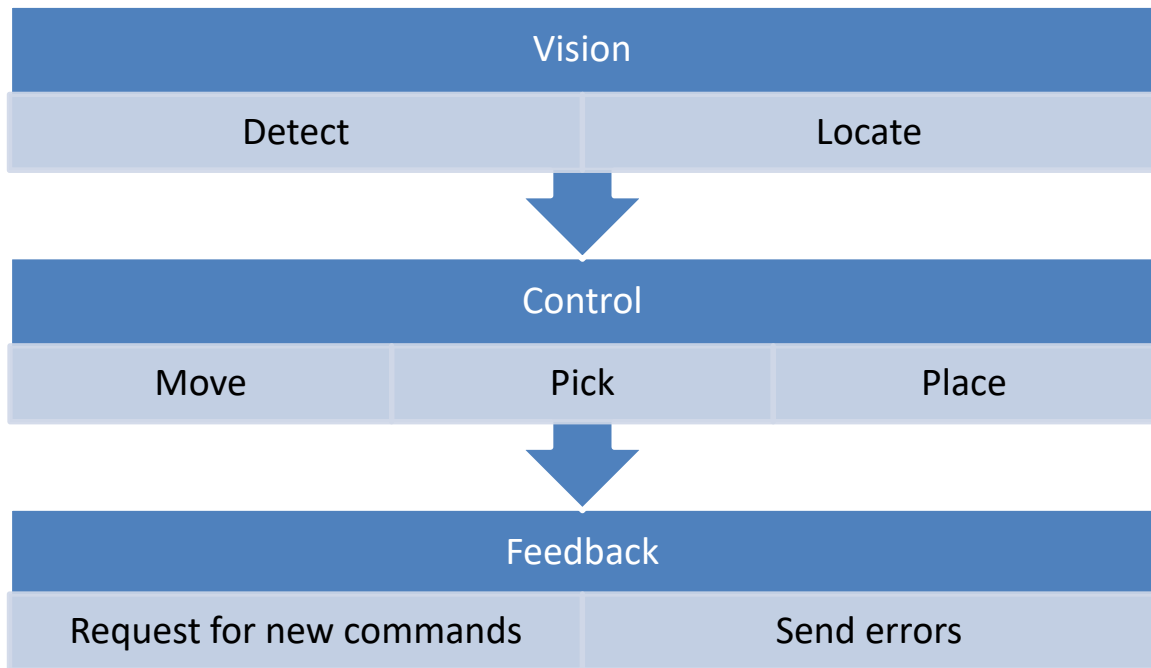 Vision
Detect
Locate
Control
Move
Pick
Place
Feedback
Request for new commands
Send errors